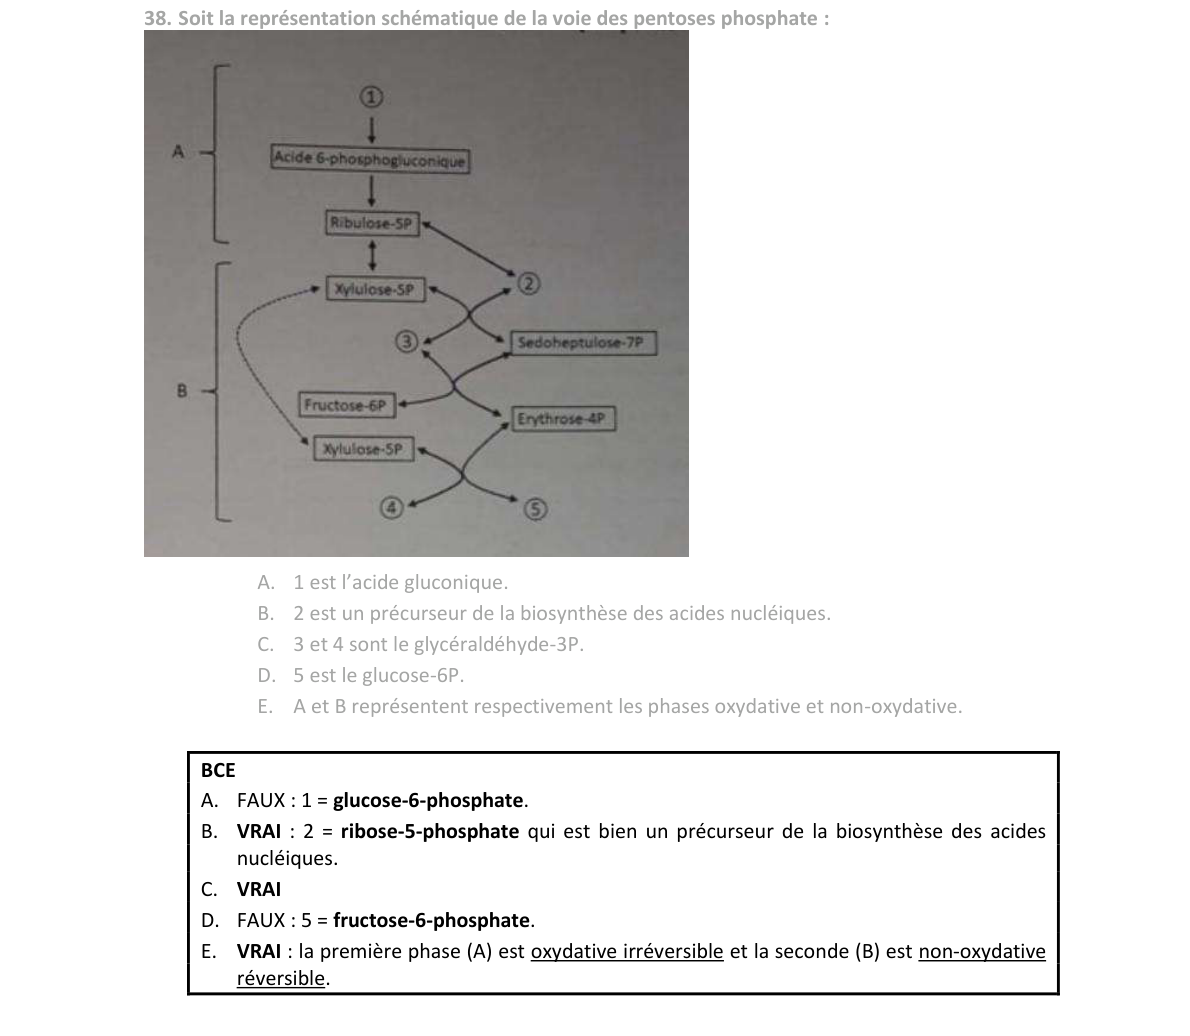 38. Soit la représentation schématique de la voie des pentoses phosphate :
①
A
Acide 6-phosphogluconique
Ribulose-5P
②
Xylulose-5P
③
Sedoheptulose-7P
B
Fructose-6P
Erythrose-4P
Xylulose-5P
④
⑤
A. 1 est l’acide gluconique.
B. 2 est un précurseur de la biosynthèse des acides nucléiques.
C. 3 et 4 sont le glycéraldéhyde-3P.
D. 5 est le glucose-6P.
E. A et B représentent respectivement les phases oxydative et non-oxydative.
BCE
A. FAUX : 1 = glucose-6-phosphate.
B. VRAI : 2 = ribose-5-phosphate qui est bien un précurseur de la biosynthèse des acides
nucléiques.
C. VRAI
D. FAUX : 5 = fructose-6-phosphate.
E. VRAI : la première phase (A) est oxydative irréversible et la seconde (B) est non-oxydative
réversible.